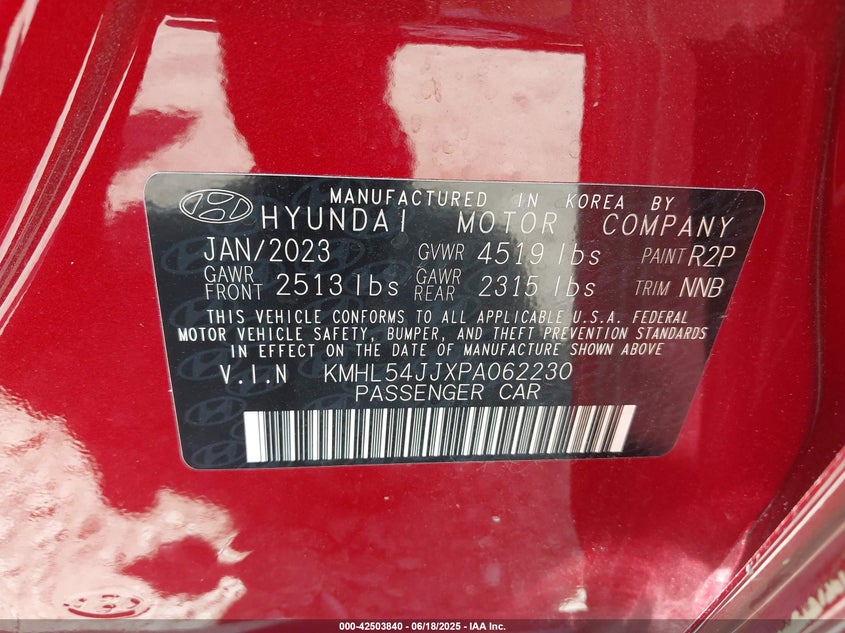 MANUFACTURED IN KOREA BY
HYUNDAI MOTOR COMPANY
JAN/2023 GVWR 4519 lbs PAINT R2P
GAWR FRONT 2513 lbs GAWR REAR 2315 lbs TRIM NNB
THIS VEHICLE CONFORMS TO ALL APPLICABLE U.S.A. FEDERAL
MOTOR VEHICLE SAFETY, BUMPER, AND THEFT PREVENTION STANDARDS
IN EFFECT ON THE DATE OF MANUFACTURE SHOWN ABOVE
V.I.N KMHL54JJXPA062230
PASSENGER CAR
000-42503840 - 06/18/2025 - IAA Inc.